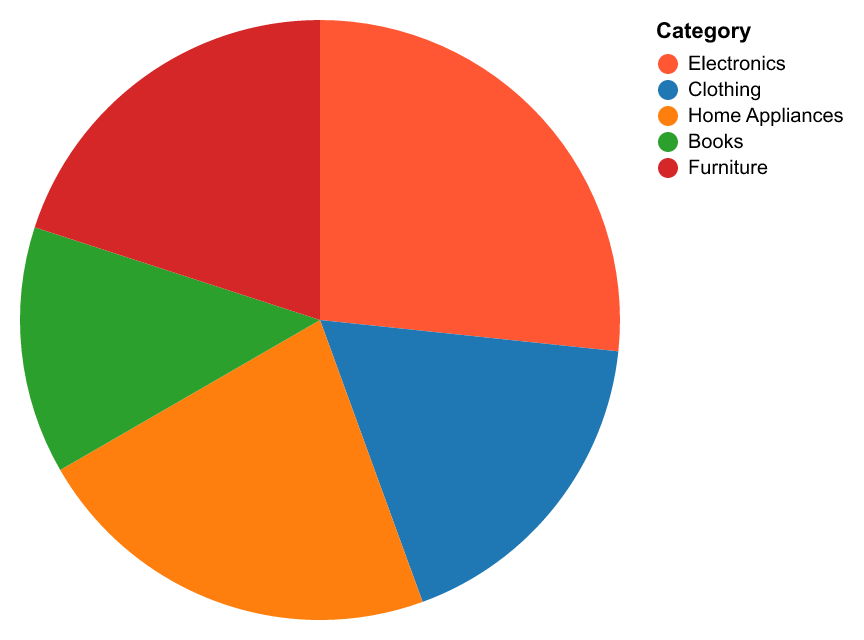 Category
Electronics
Clothing
Home Appliances
Books
Furniture